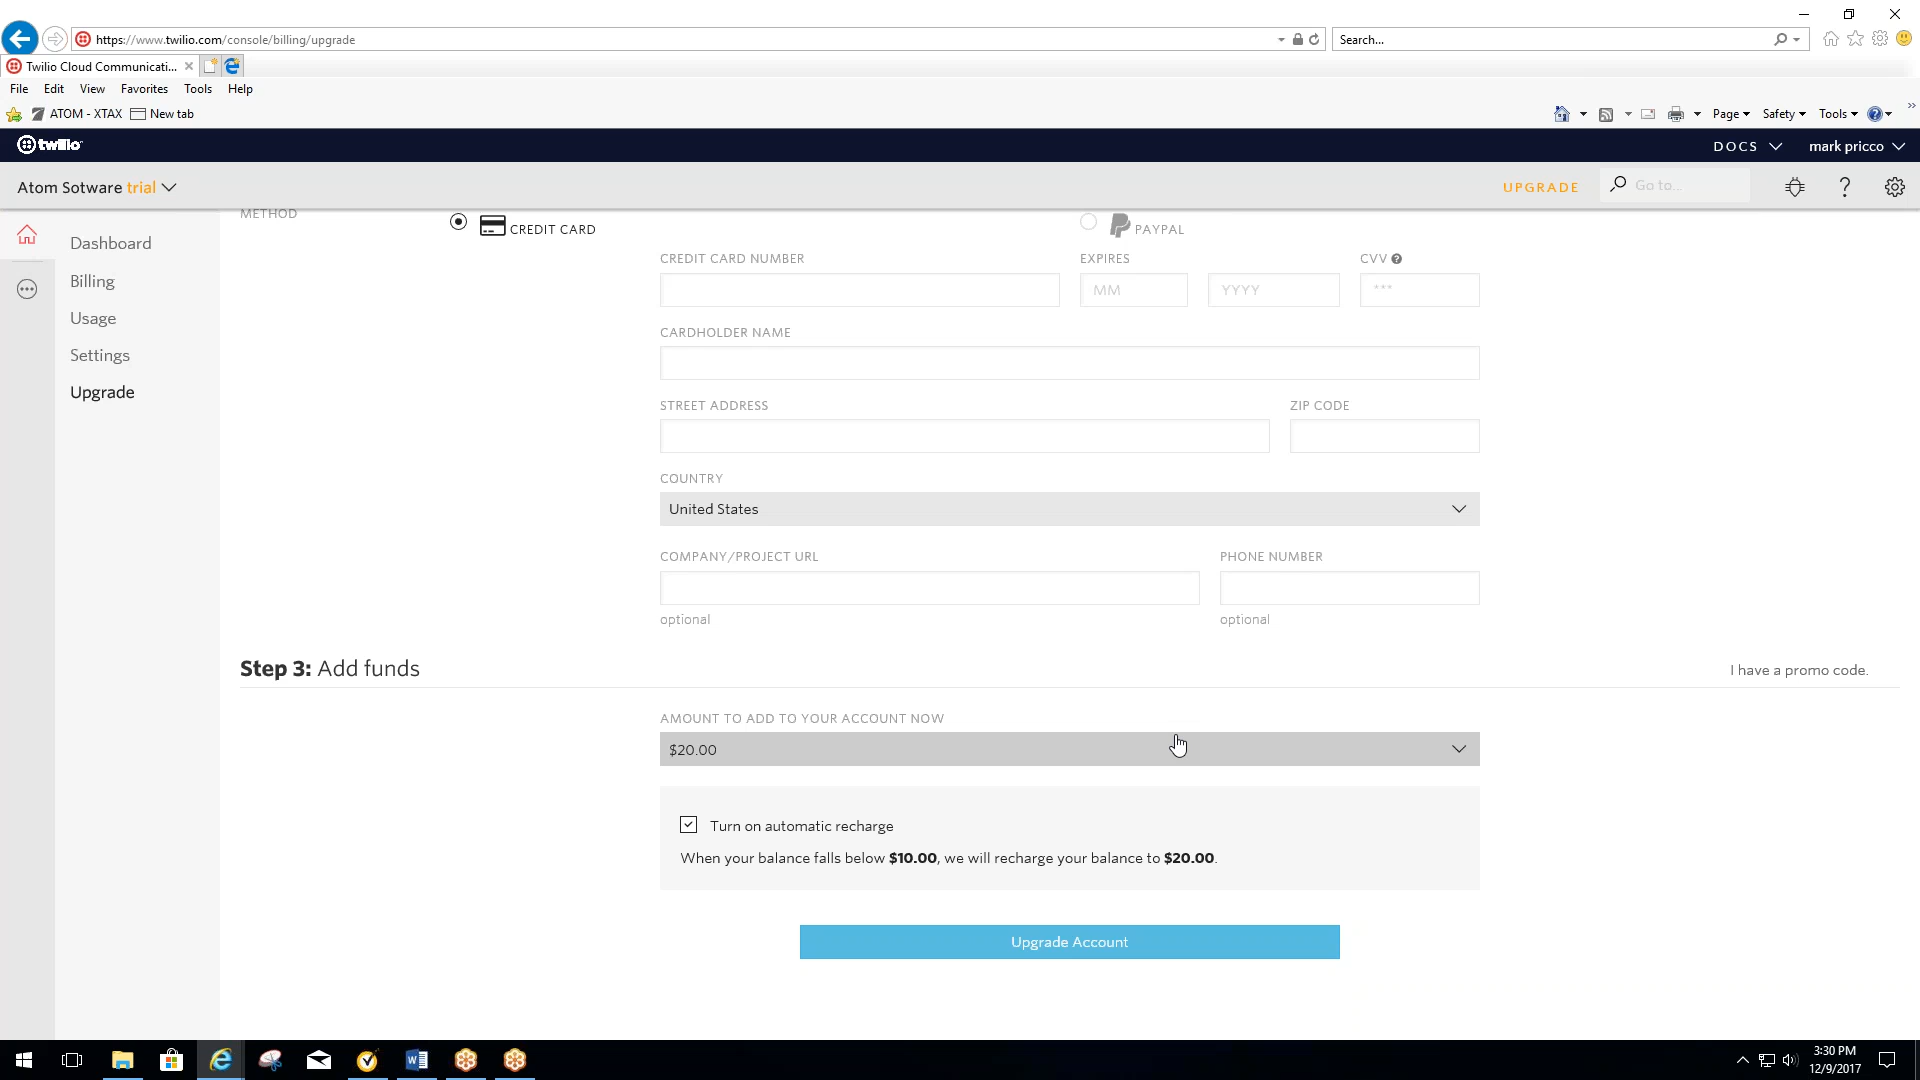 https://www.twilio.com/console/billing/upgrade
Search...
Twilio Cloud Communicati...
File Edit View Favorites Tools Help
ATOM - XTAX New tab
Page Safety Tools
twilio
DOCS mark pricco
Atom Sotware trial
UPGRADE Go to...
METHOD
CREDIT CARD PAYPAL
Dashboard
Billing
Usage
Settings
Upgrade
CREDIT CARD NUMBER EXPIRES CVV
MM YYYY ***
CARDHOLDER NAME
STREET ADDRESS ZIP CODE
COUNTRY
United States
COMPANY/PROJECT URL PHONE NUMBER
optional optional
Step 3: Add funds
I have a promo code.
AMOUNT TO ADD TO YOUR ACCOUNT NOW
$20.00
Turn on automatic recharge
When your balance falls below $10.00, we will recharge your balance to $20.00.
Upgrade Account
3:30 PM
12/9/2017